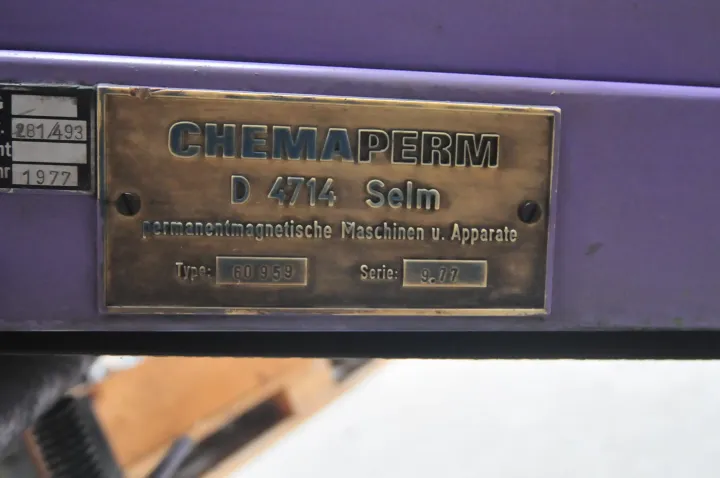 281/493
1977
CHEMAPERM
D 4714 Selm
permanentmagnetische Maschinen u. Apparate
Type: 60959 Serie: 9.77